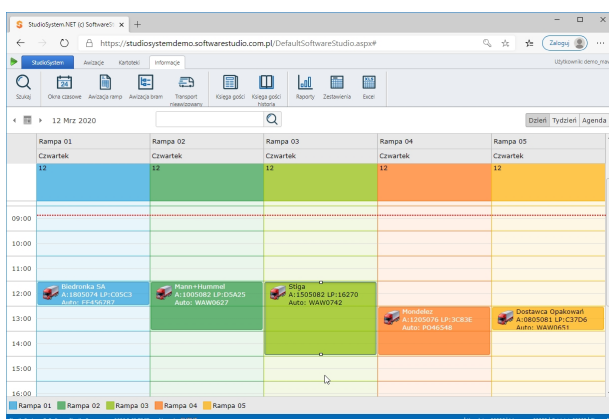 StudioSystem.NET (c) SoftwareSt
https://studiosystemdemo.softwarestudio.com.pl/DefaultSoftwareStudio.aspx#
Zaloguj
StudioSystem Awizacje Kartoteki Informacje
Użytkownik: demo_maw
Szukaj Okna czasowe Awizacja ramp Awizacja bram Transport nieawizowany Księga gości Księga gości historia Raporty Zestawienia Excel
12 Mrz 2020
Dzień Tydzień Agenda
Rampa 01 Rampa 02 Rampa 03 Rampa 04 Rampa 05
Czwartek Czwartek Czwartek Czwartek Czwartek
12 12 12 12 12
09:00
10:00
11:00
12:00
Biedronka SA
A:1805074 LP:C05C3
Auto: EE456787
Mann+Hummel
A:1005082 LP:D5A25
Auto: WAW0627
Stiga
A:1505082 LP:16270
Auto: WAW0742
13:00
Mondelez
A:1205076 LP:3C83E
Auto: PO46548
Dostawca Opakowań
A:0805081 LP:C37D6
Auto: WAW0651
14:00
15:00
16:00
Rampa 01 Rampa 02 Rampa 03 Rampa 04 Rampa 05